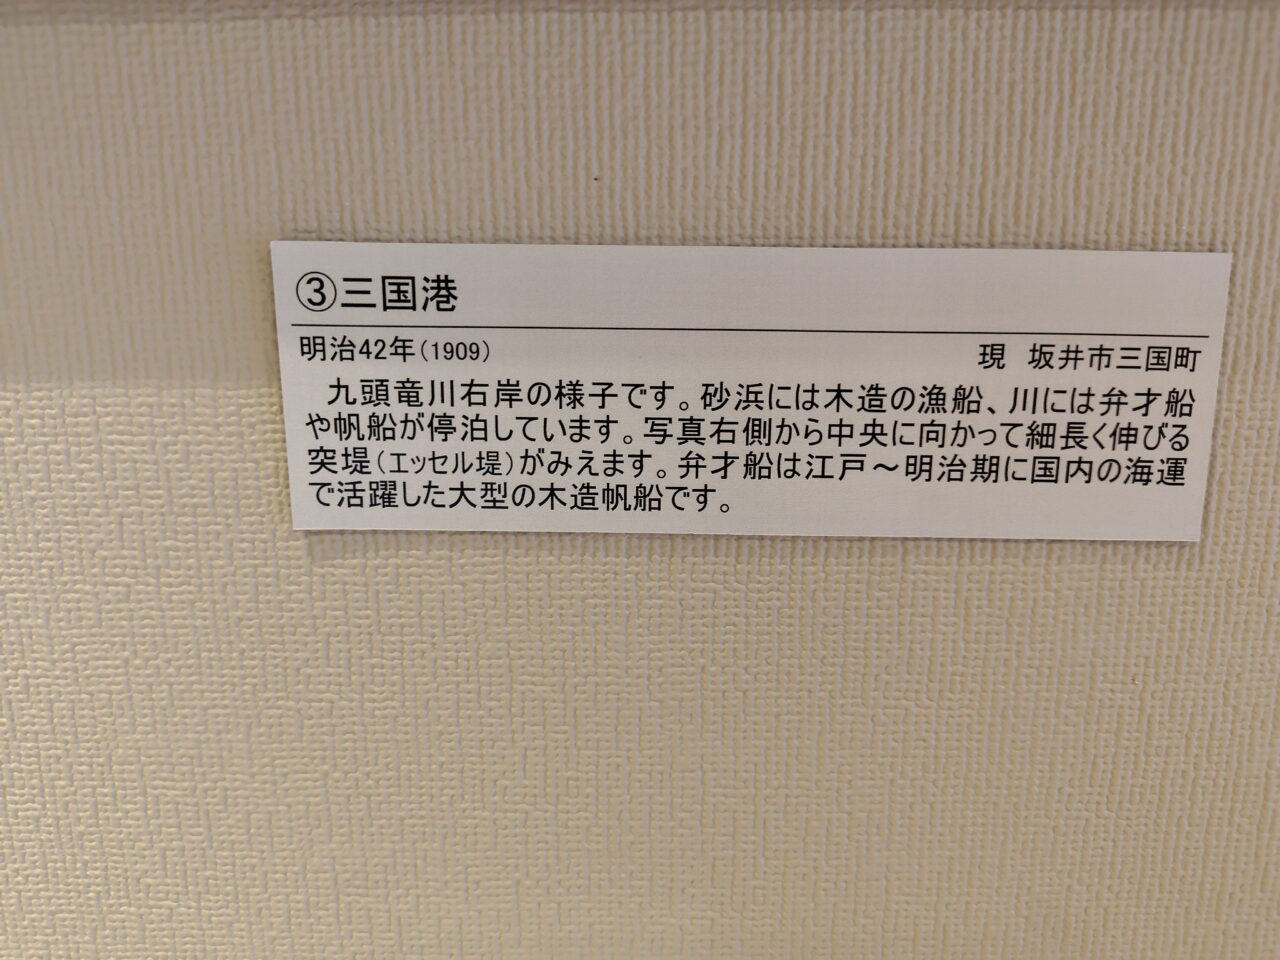 ③三国港
明治42年（1909）　現　坂井市三国町
九頭竜川右岸の様子です。砂浜には木造の漁船、川には弁才船
や帆船が停泊しています。写真右側から中央に向かって細長く伸びる
突堤（エッセル堤）がみえます。弁才船は江戸～明治期に国内の海運
で活躍した大型の木造帆船です。